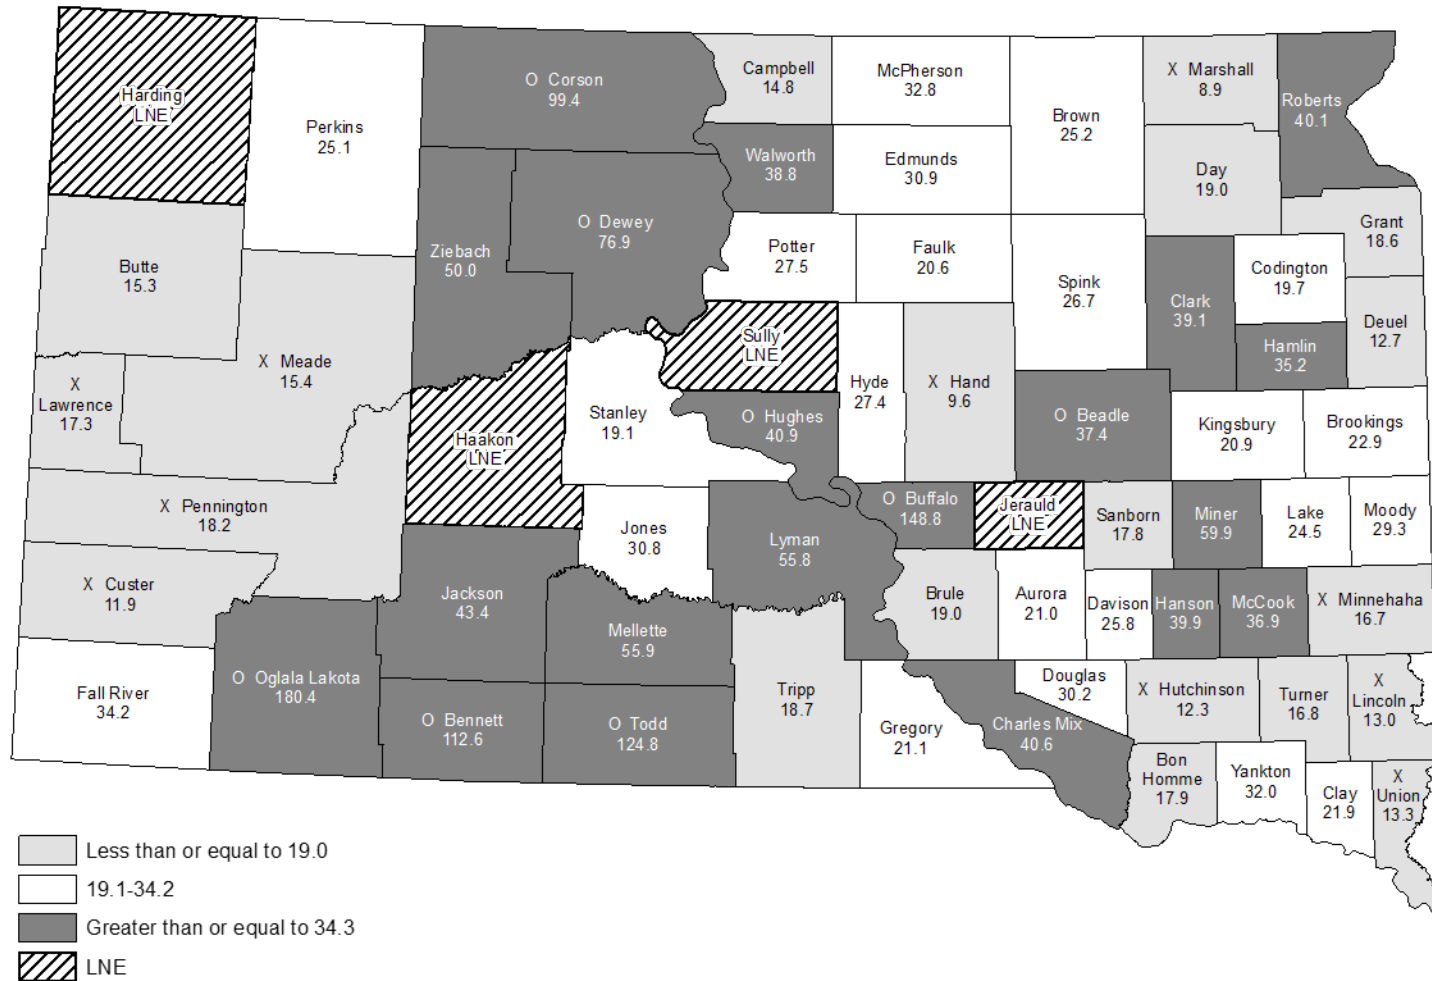 Harding
LNE
Perkins
25.1
O Corson
99.4
Campbell
14.8
McPherson
32.8
Brown
25.2
X Marshall
8.9
Roberts
40.1
Walworth
38.8
Edmunds
30.9
Day
19.0
Grant
18.6
Butte
15.3
Ziebach
50.0
O Dewey
76.9
Potter
27.5
Faulk
20.6
Spink
26.7
Clark
39.1
Codington
19.7
Deuel
12.7
Hamlin
35.2
X
Lawrence
17.3
X Meade
15.4
Haakon
LNE
Stanley
19.1
Sully
LNE
O Hughes
40.9
Hyde
27.4
X Hand
9.6
O Beadle
37.4
Kingsbury
20.9
Brookings
22.9
X Pennington
18.2
Jones
30.8
Lyman
55.8
O Buffalo
148.8
Jerauld
LNE
Sanborn
17.8
Miner
59.9
Lake
24.5
Moody
29.3
X Custer
11.9
Jackson
43.4
Mellette
55.9
Brule
19.0
Aurora
21.0
Davison
25.8
Hanson
39.9
McCook
36.9
X Minnehaha
16.7
Fall River
34.2
O Oglala Lakota
180.4
O Bennett
112.6
O Todd
124.8
Tripp
18.7
Gregory
21.1
Charles Mix
40.6
Douglas
30.2
X Hutchinson
12.3
Turner
16.8
X
Lincoln
13.0
Bon
Homme
17.9
Yankton
32.0
Clay
21.9
X
Union
13.3
Less than or equal to 19.0
19.1-34.2
Greater than or equal to 34.3
LNE